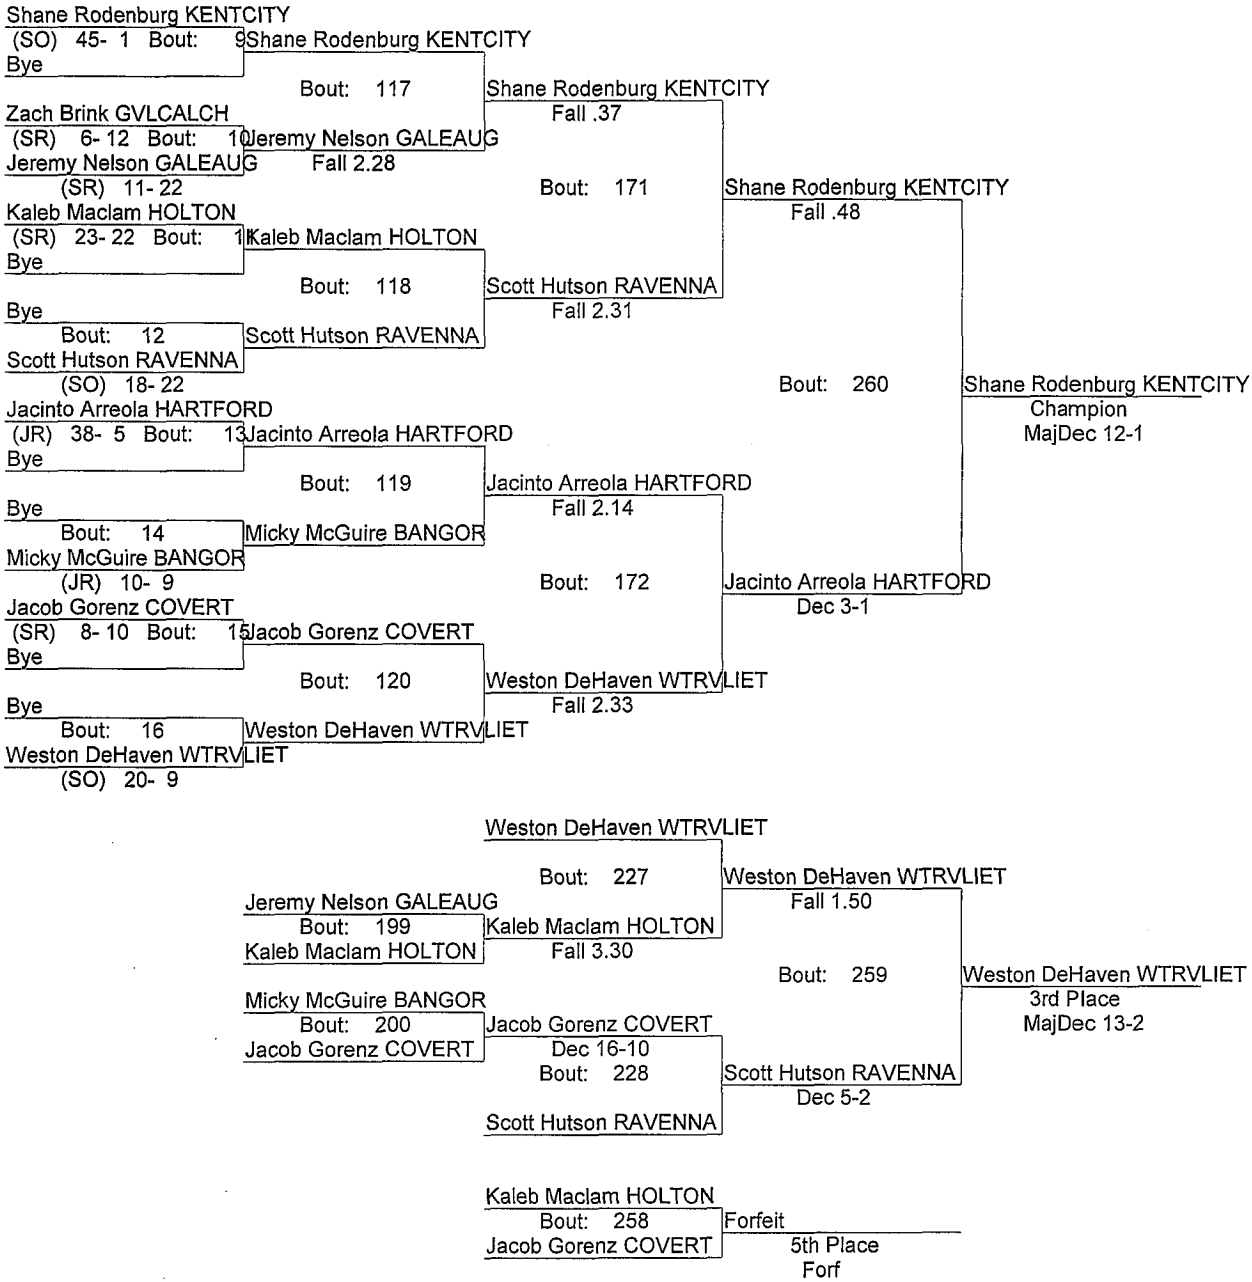 Shane Rodenburg KENTCITY
(SO) 45- 1 Bout: 9
Shane Rodenburg KENTCITY
Bye
Bout: 117
Shane Rodenburg KENTCITY
Fall .37
Zach Brink GVLCALCH
(SR) 6- 12 Bout: 10
Jeremy Nelson GALEAUG
Jeremy Nelson GALEAUG
Fall 2.28
(SR) 11- 22
Bout: 171
Shane Rodenburg KENTCITY
Fall .48
Kaleb Maclam HOLTON
(SR) 23- 22 Bout: 11
Kaleb Maclam HOLTON
Bye
Bout: 118
Scott Hutson RAVENNA
Fall 2.31
Bye
Bout: 12
Scott Hutson RAVENNA
Scott Hutson RAVENNA
(SO) 18- 22
Bout: 260
Shane Rodenburg KENTCITY
Champion
MajDec 12-1
Jacinto Arreola HARTFORD
(JR) 38- 5 Bout: 13
Jacinto Arreola HARTFORD
Bye
Bout: 119
Jacinto Arreola HARTFORD
Fall 2.14
Bye
Bout: 14
Micky McGuire BANGOR
Micky McGuire BANGOR
(JR) 10- 9
Bout: 172
Jacinto Arreola HARTFORD
Dec 3-1
Jacob Gorenz COVERT
(SR) 8- 10 Bout: 15
Jacob Gorenz COVERT
Bye
Bout: 120
Weston DeHaven WTRVLIET
Fall 2.33
Bye
Bout: 16
Weston DeHaven WTRVLIET
Weston DeHaven WTRVLIET
(SO) 20- 9
Weston DeHaven WTRVLIET
Bout: 227
Weston DeHaven WTRVLIET
Fall 1.50
Jeremy Nelson GALEAUG
Bout: 199
Kaleb Maclam HOLTON
Kaleb Maclam HOLTON
Fall 3.30
Bout: 259
Weston DeHaven WTRVLIET
3rd Place
MajDec 13-2
Micky McGuire BANGOR
Bout: 200
Jacob Gorenz COVERT
Jacob Gorenz COVERT
Dec 16-10
Bout: 228
Scott Hutson RAVENNA
Dec 5-2
Scott Hutson RAVENNA
Kaleb Maclam HOLTON
Bout: 258
Forfeit
Jacob Gorenz COVERT
5th Place
Forf